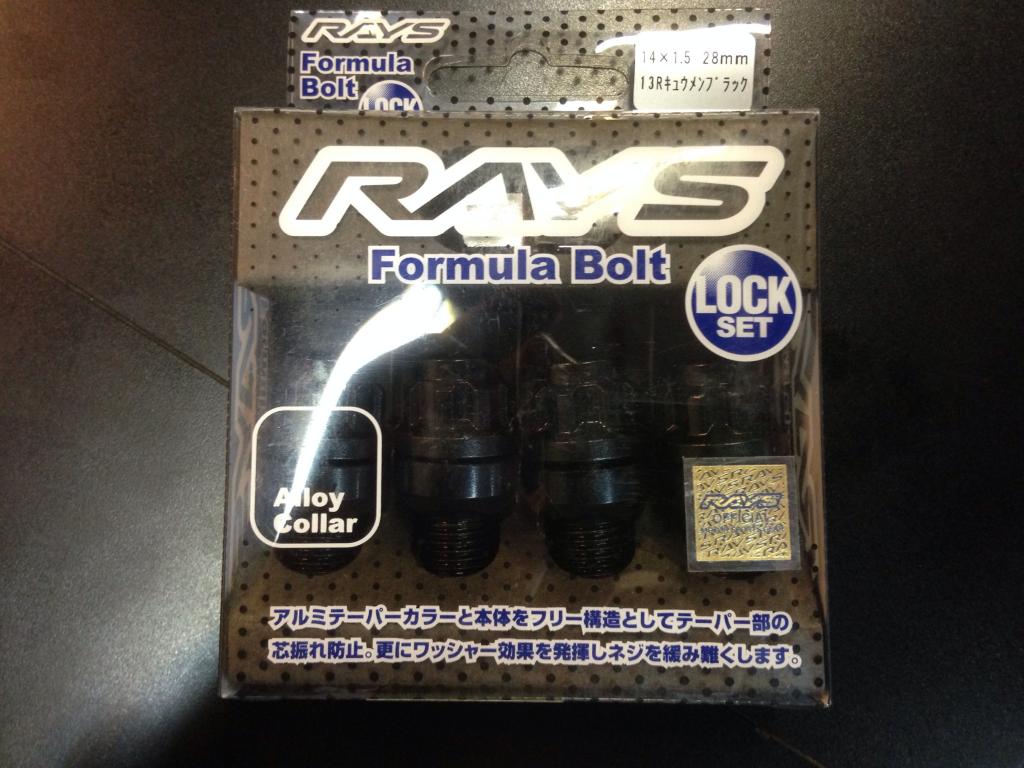 RAYS
Formula
Bolt
LOCK
14×1.5 28mm
13Rキュウメンブラック
RAYS
Formula Bolt
LOCK
SET
Alloy
Collar
RAYS
OFFICIAL
アルミテーパーカラーと本体をフリー構造としてテーパー部の
芯振れ防止。更にワッシャー効果を発揮しネジを緩み難くします。